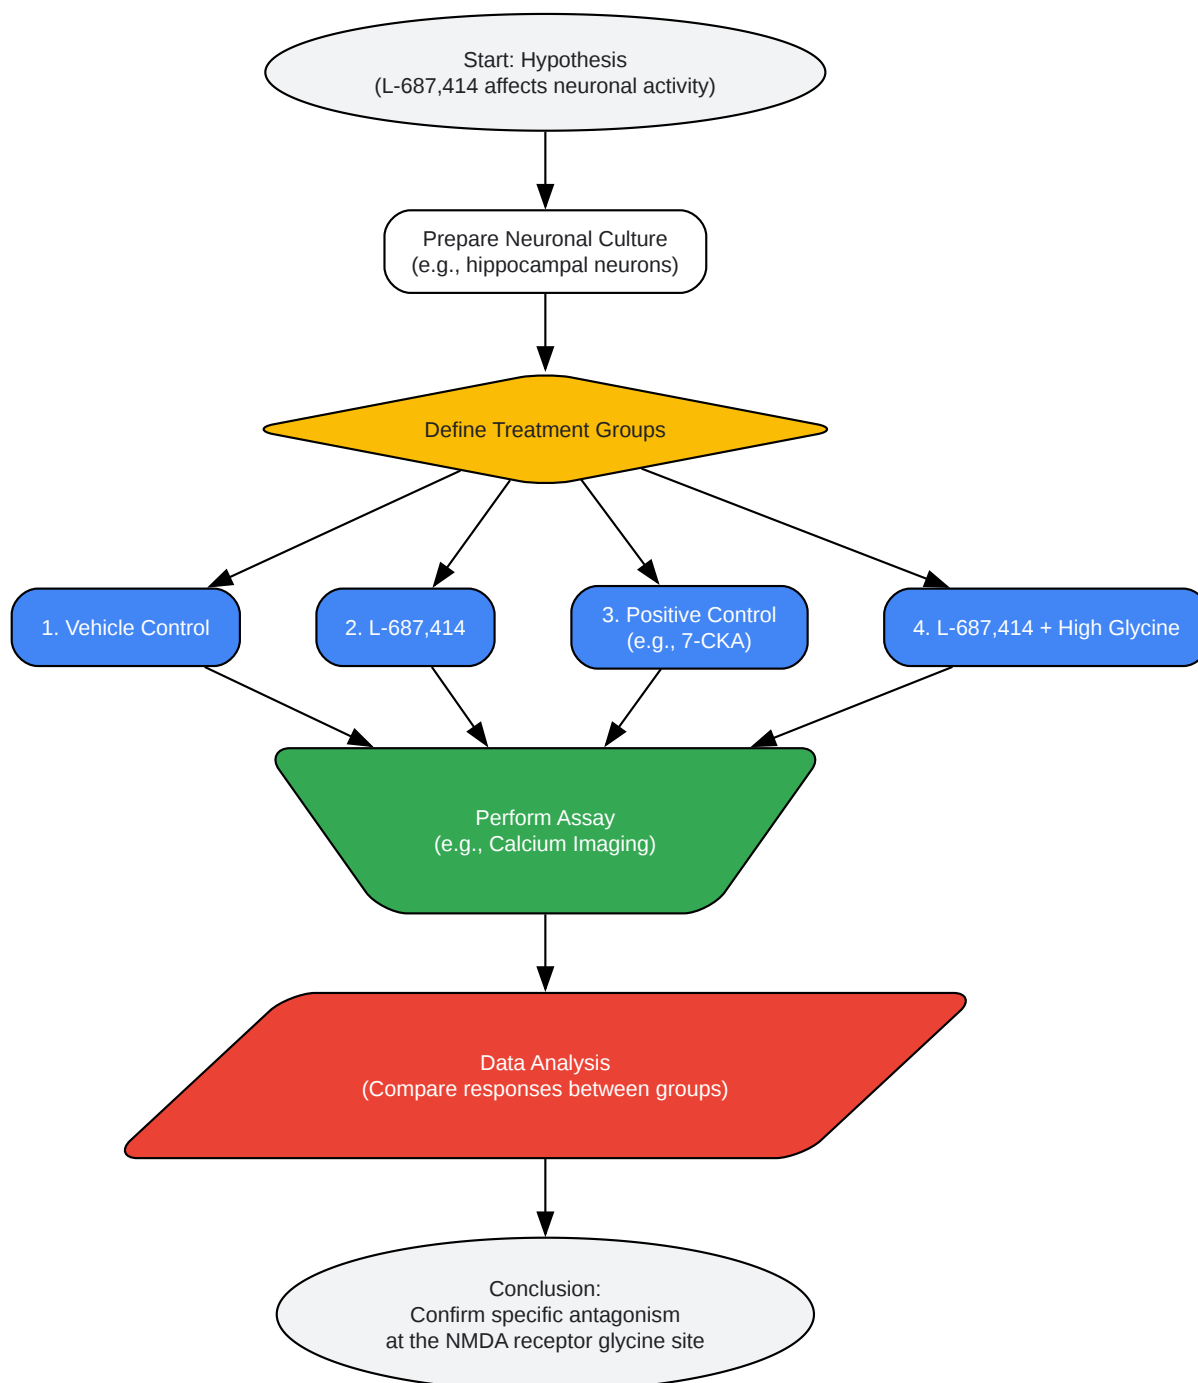 Start: Hypothesis
(L-687,414 affects neuronal activity)
Prepare Neuronal Culture
(e.g., hippocampal neurons)
Define Treatment Groups
1. Vehicle Control
2. L-687,414
3. Positive Control
(e.g., 7-CKA)
4. L-687,414 + High Glycine
Perform Assay
(e.g., Calcium Imaging)
Data Analysis
(Compare responses between groups)
Conclusion:
Confirm specific antagonism
at the NMDA receptor glycine site